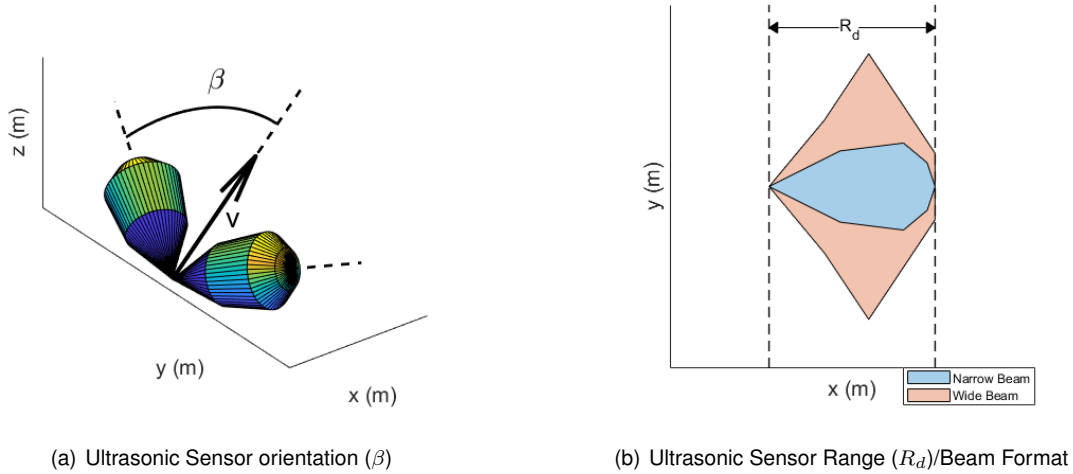 β
z (m)
V
y (m)
x (m)
(a) Ultrasonic Sensor orientation (β)
R_d
y (m)
x (m)
Narrow Beam
Wide Beam
(b) Ultrasonic Sensor Range (R_d)/Beam Format